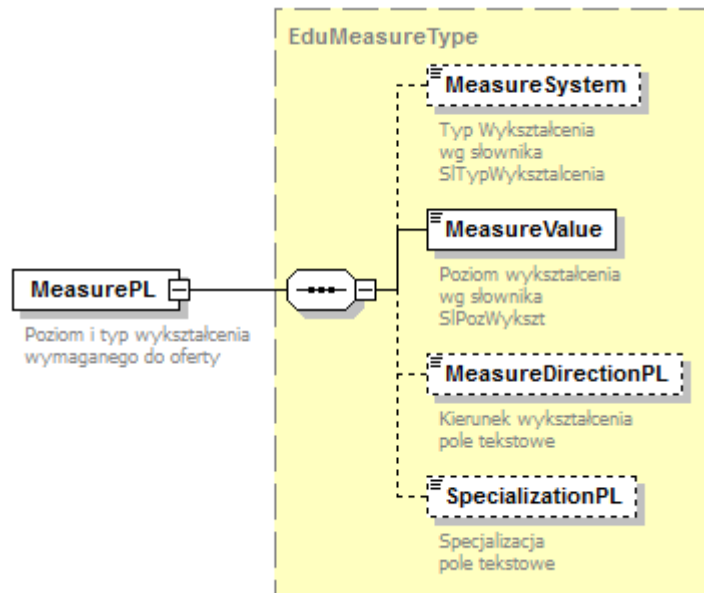 EduMeasureType
MeasureSystem
Typ Wykształcenia
wg słownika
SlTypWyksztalcenia
MeasureValue
Poziom wykształcenia
wg słownika
SlPozWykszt
MeasurePL
Poziom i typ wykształcenia
wymaganego do oferty
MeasureDirectionPL
Kierunek wykształcenia
pole tekstowe
SpecializationPL
Specjalizacja
pole tekstowe